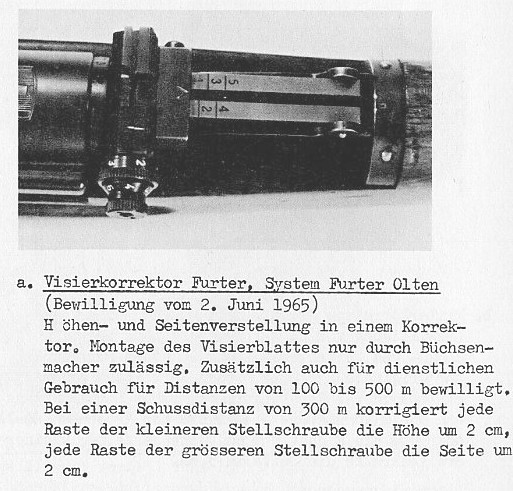 1 3 5
2 4
2
4
a. Visierkorrektor Furter, System Furter Olten
(Bewilligung vom 2. Juni 1965)
H öhen- und Seitenverstellung in einem Korrek-
tor. Montage des Visierblattes nur durch Büchsen-
macher zulässig. Zusätzlich auch für dienstlichen
Gebrauch für Distanzen von 100 bis 500 m bewilligt.
Bei einer Schussdistanz von 300 m korrigiert jede
Raste der kleineren Stellschraube die Höhe um 2 cm,
jede Raste der grösseren Stellschraube die Seite um
2 cm.